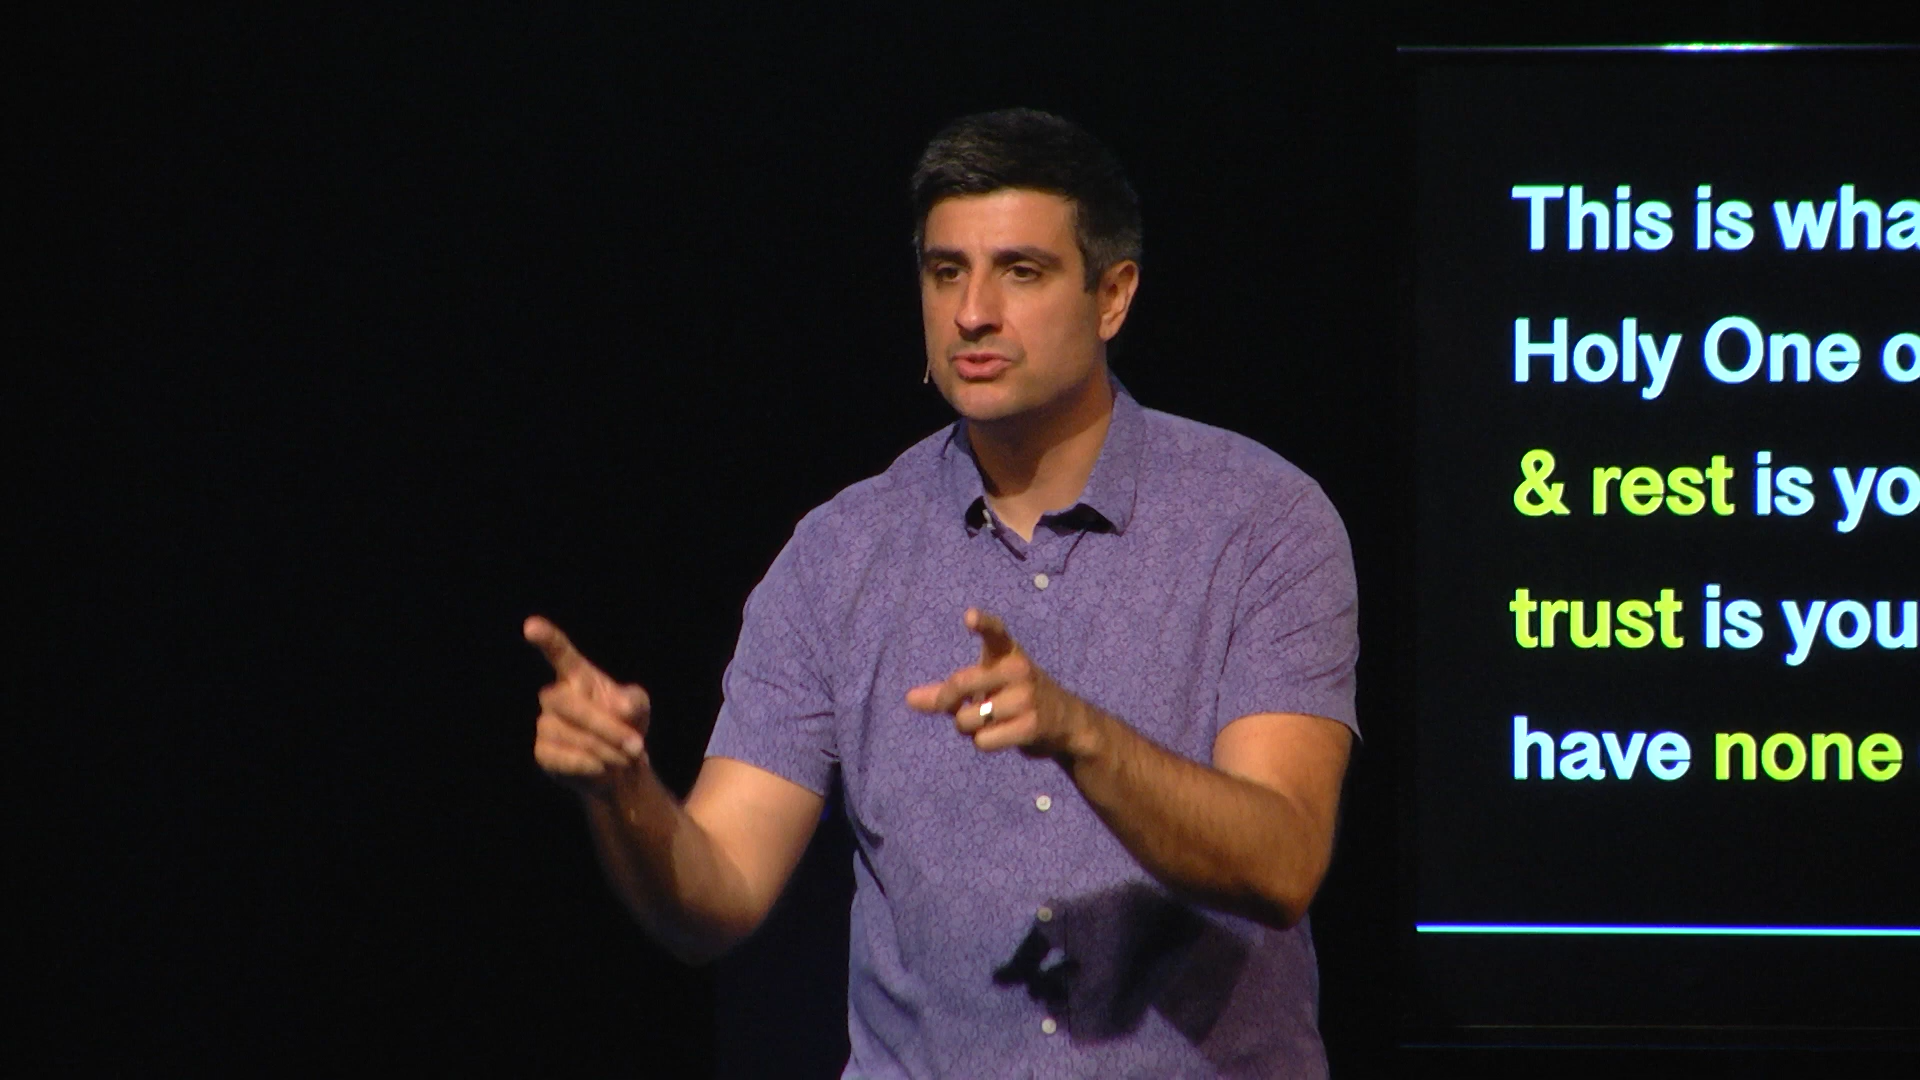 This is wha
Holy One o
& rest is yo
trust is you
have none